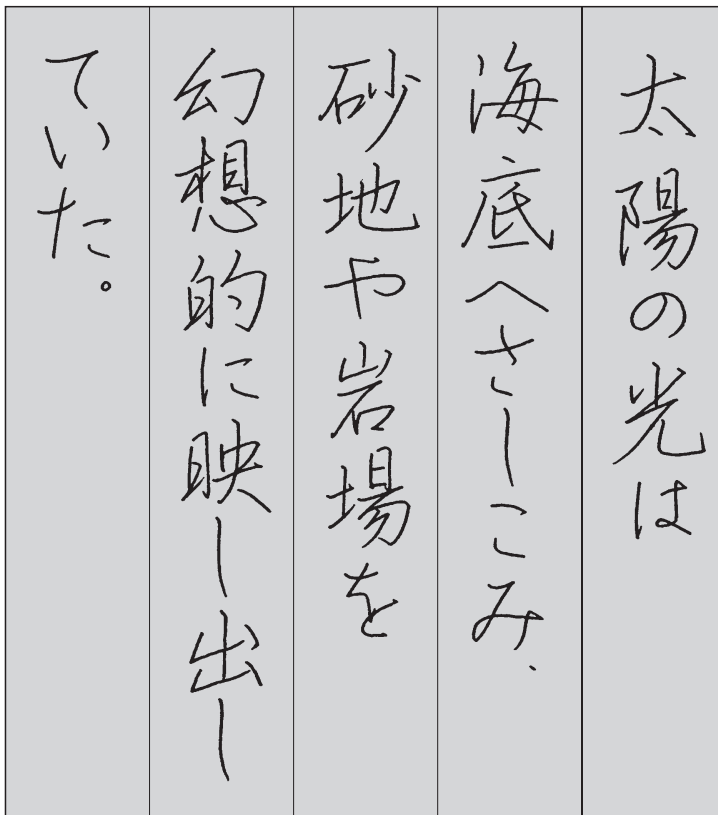 太陽の光は
海底へさしこみ、
砂地や岩場を
幻想的に映し出し
ていた。